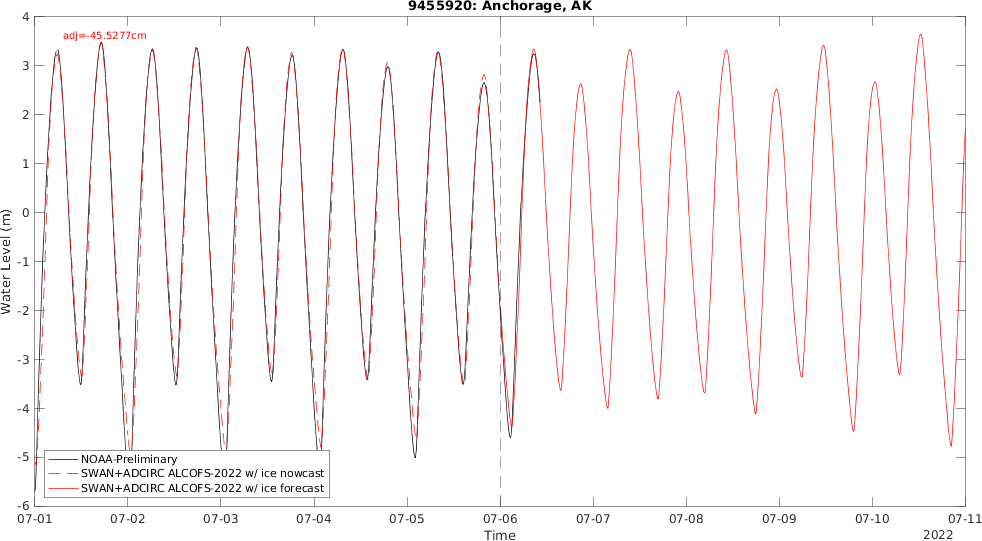 9455920: Anchorage, AK
adj=-45.5277cm
4
3
2
1
0
-1
-2
-3
-4
-5
-6
Water Level (m)
NOAA-Preliminary
SWAN+ADCIRC ALCOFS-2022 w/ ice nowcast
SWAN+ADCIRC ALCOFS-2022 w/ ice forecast
07-01 07-02 07-03 07-04 07-05 07-06 07-07 07-08 07-09 07-10 07-11
Time
2022